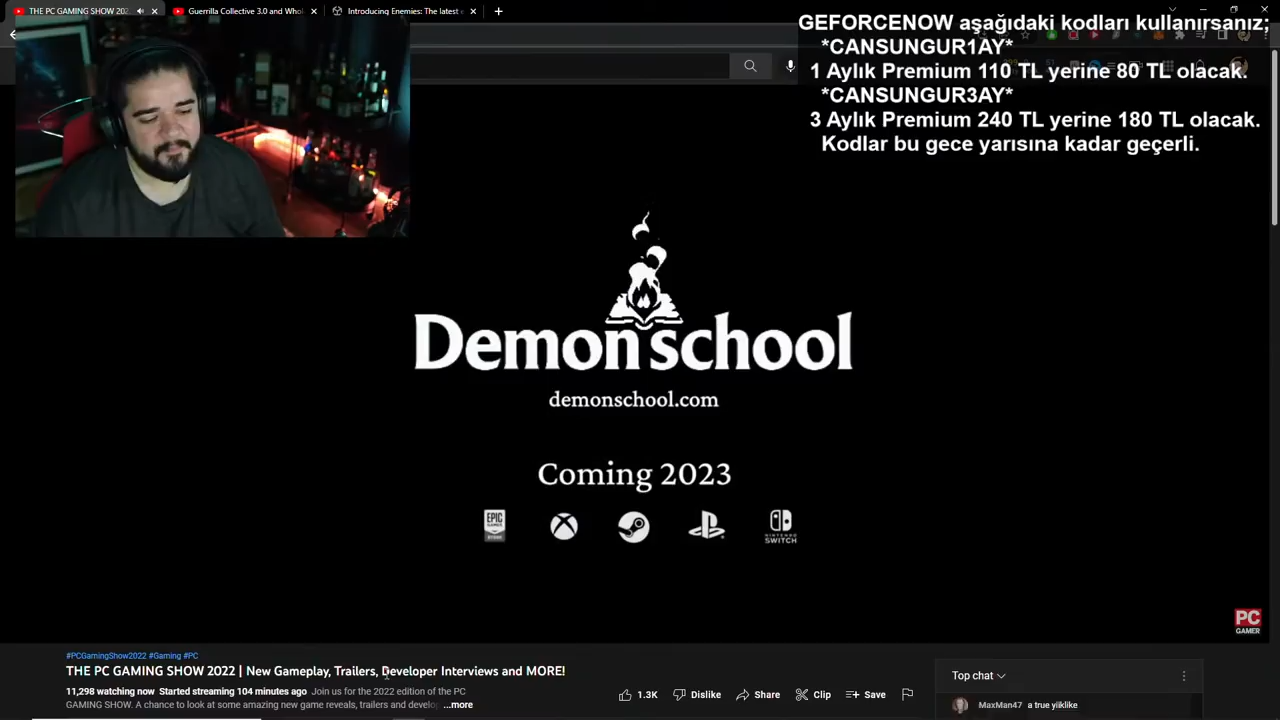 THE PC GAMING SHOW 202
Guerrilla Collective 3.0 and Whol
Introducing Enemies: The latest e
GEFORCENOW aşağıdaki kodları kullanırsanız;
*CANSUNGUR1AY*
1 Aylık Premium 110 TL yerine 80 TL olacak.
*CANSUNGUR3AY*
3 Aylık Premium 240 TL yerine 180 TL olacak.
Kodlar bu gece yarısına kadar geçerli.
Demonschool
demonschool.com
Coming 2023
EPIC GAMES STORE
NINTENDO SWITCH
PC GAMER
#PCGamingShow2022 #Gaming #PC
THE PC GAMING SHOW 2022 | New Gameplay, Trailers, Developer Interviews and MORE!
11,298 watching now Started streaming 104 minutes ago Join us for the 2022 edition of the PC
GAMING SHOW. A chance to look at some amazing new game reveals, trailers and develo ...more
1.3K
Dislike
Share
Clip
Save
Top chat
MaxMan47 a true yiiklike